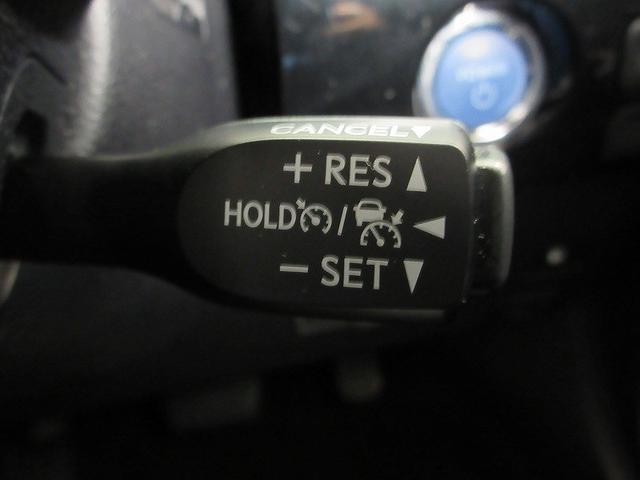 CANCEL▼
+ RES ▲
HOLD / ◀
− SET ▼